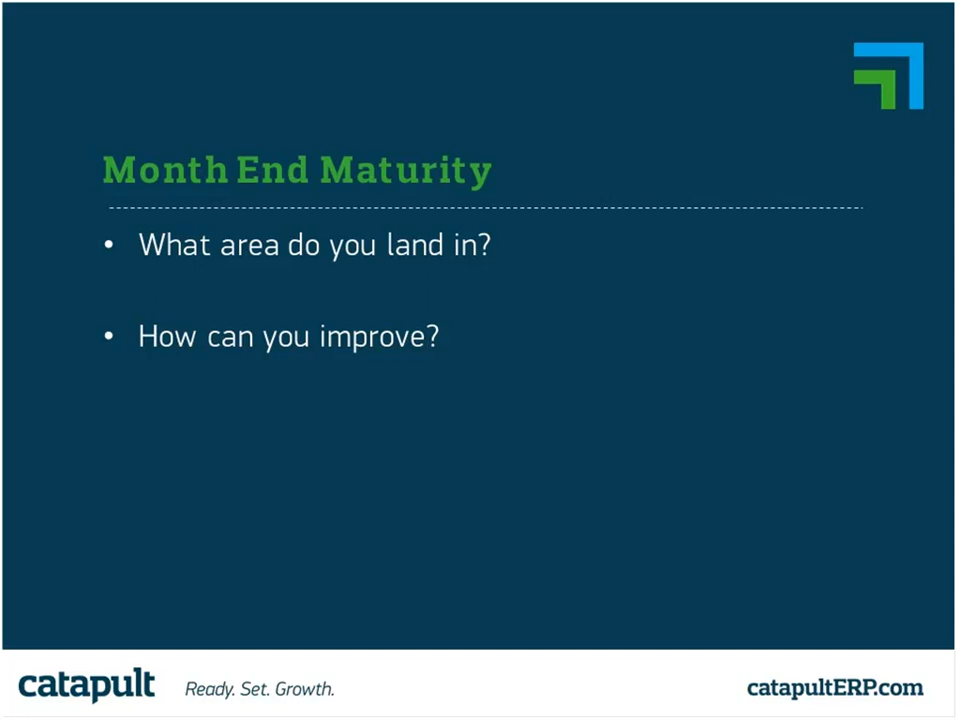 Month End Maturity
• What area do you land in?
• How can you improve?
catapult Ready. Set. Growth. catapultERP.com